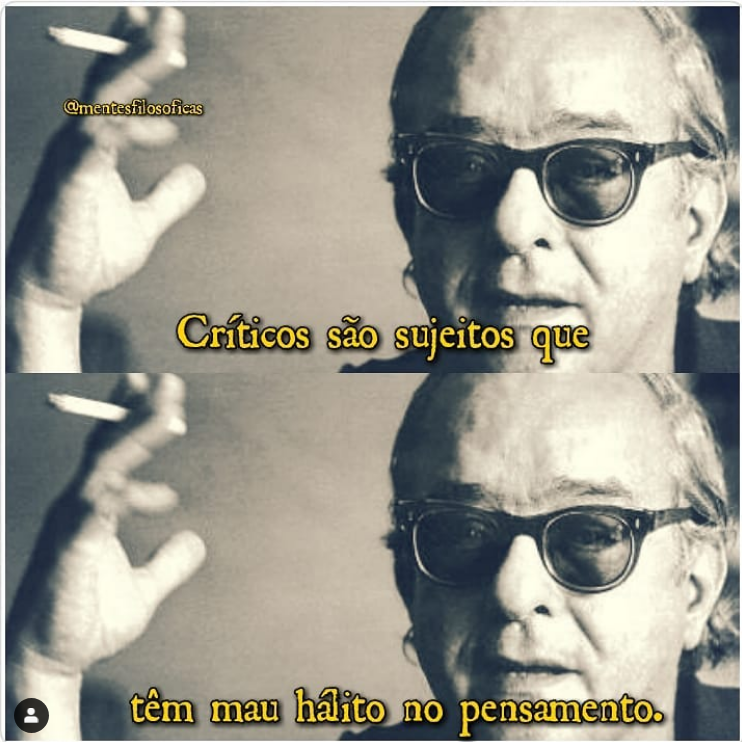 @mentesfilosoficas
Críticos são sujeitos que
têm mau hálito no pensamento.